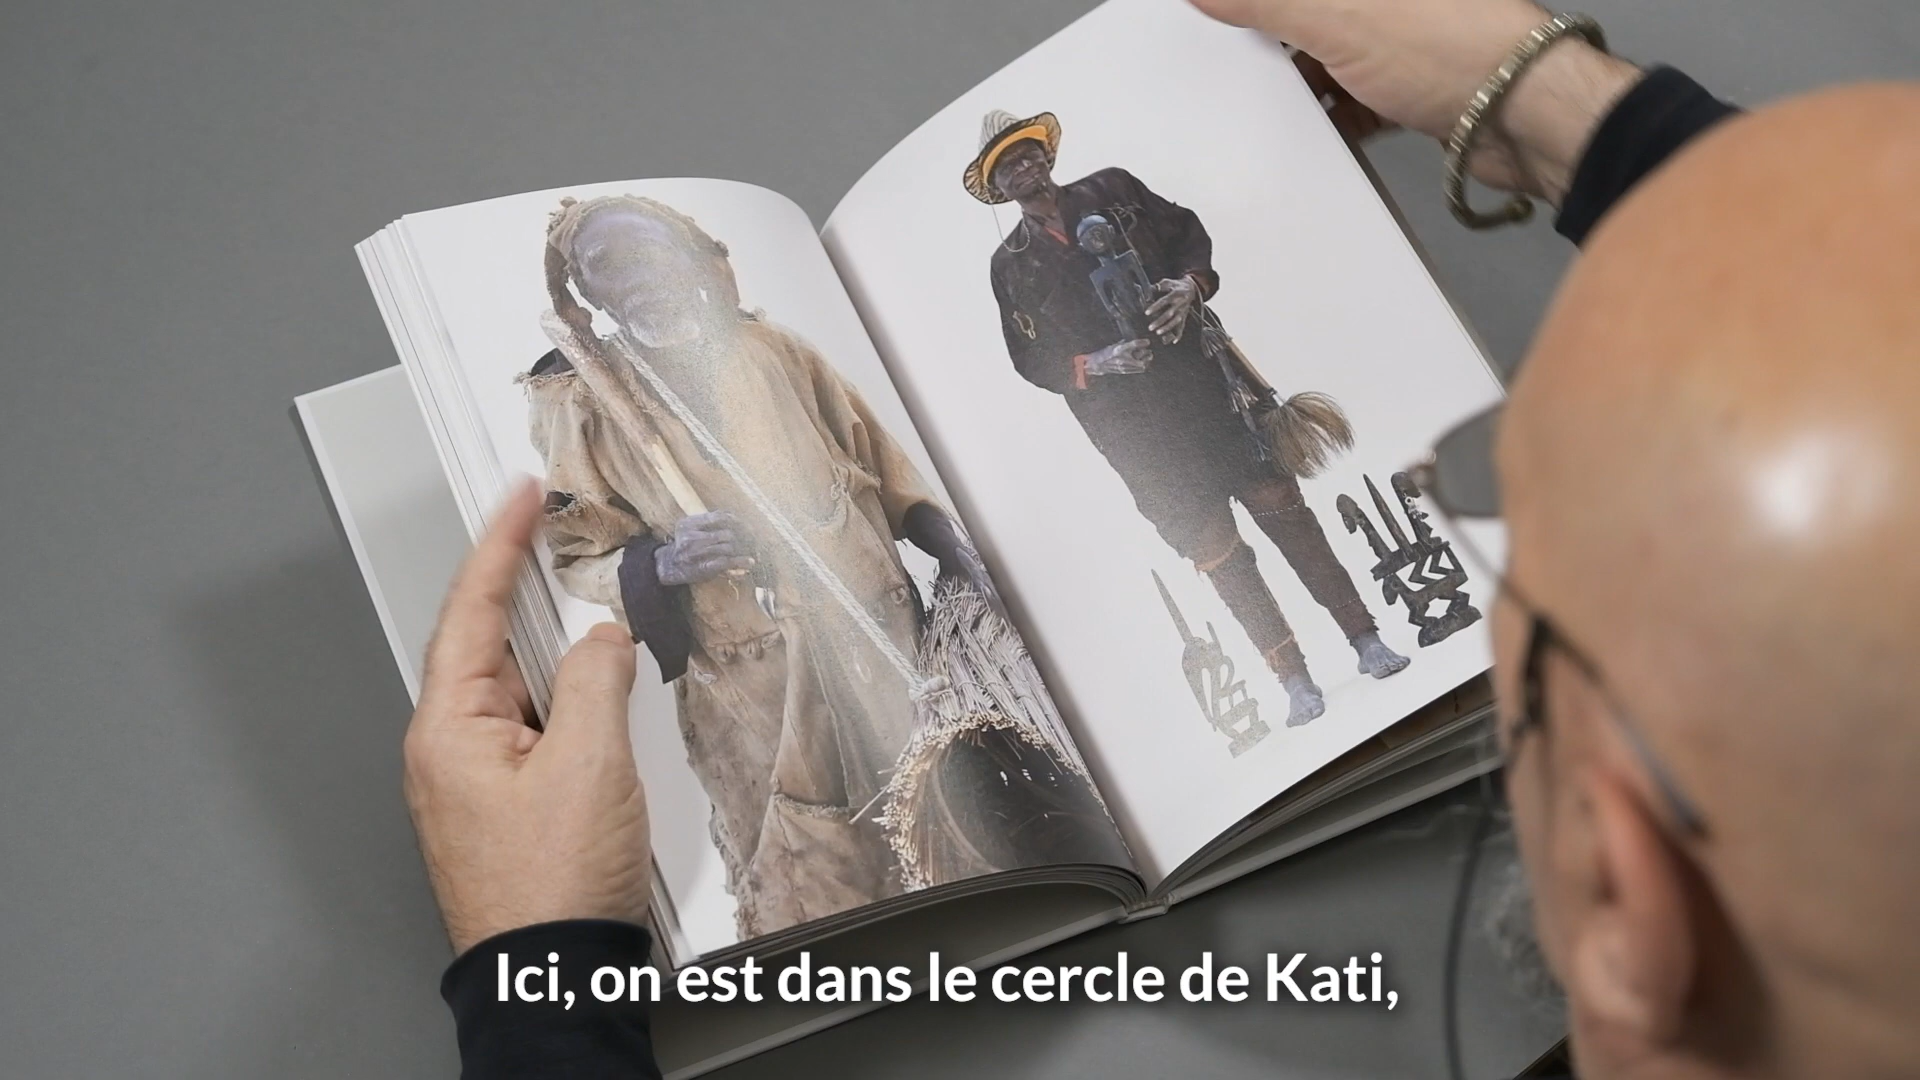 Ici, on est dans le cercle de Kati,